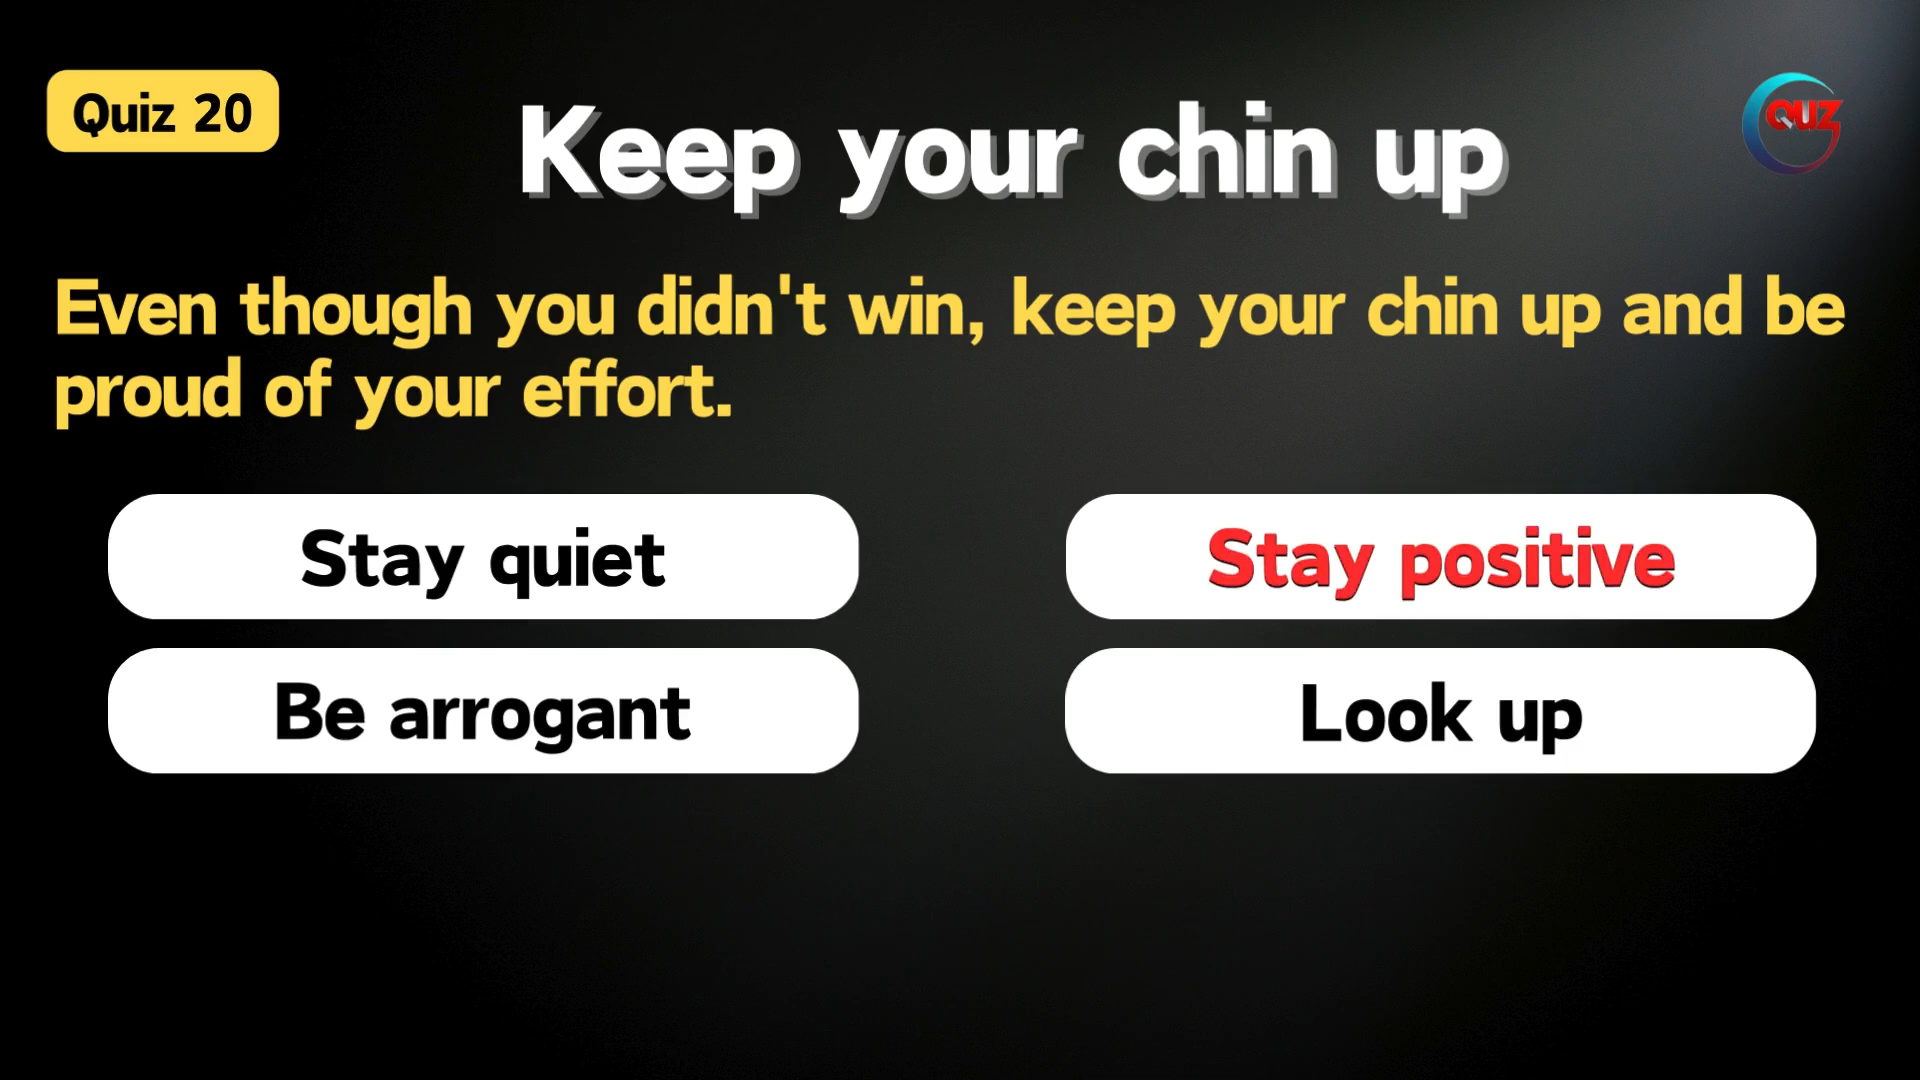 Quiz 20
Keep your chin up
QUZ
Even though you didn't win, keep your chin up and be
proud of your effort.
Stay quiet
Stay positive
Be arrogant
Look up